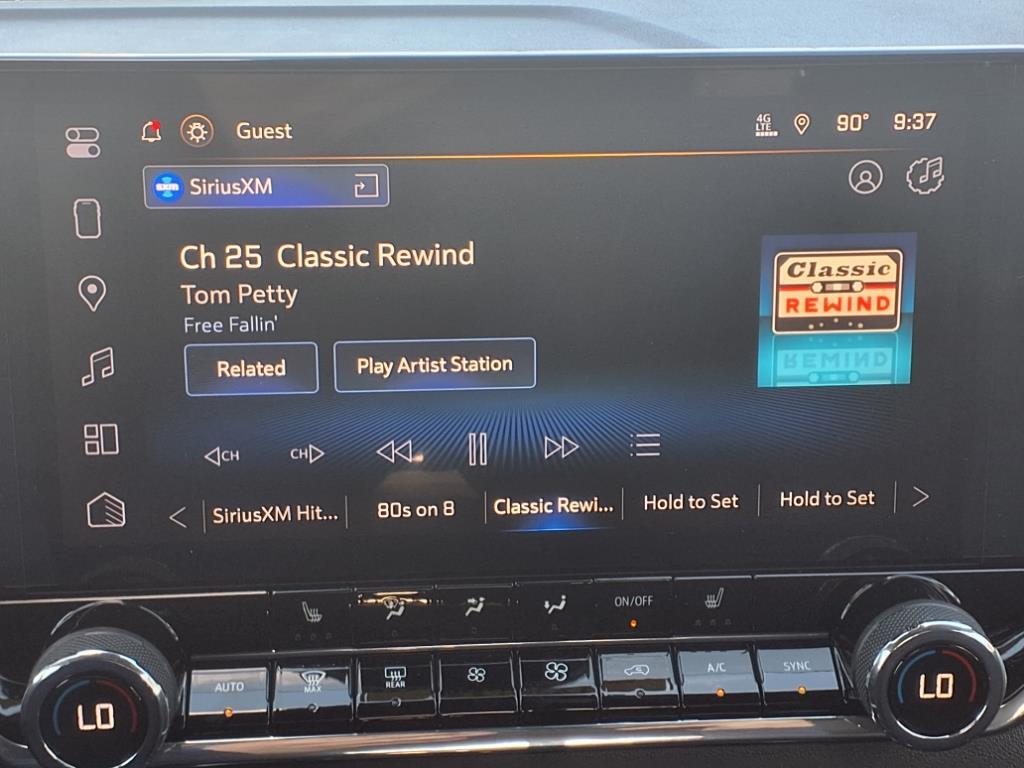 Guest
4G
LTE
90°
9:37
sxm SiriusXM
Ch 25 Classic Rewind
Tom Petty
Free Fallin'
Related
Play Artist Station
Classic
REWIND
CH
CH
SiriusXM Hit...
80s on 8
Classic Rewi...
Hold to Set
Hold to Set
ON/OFF
AUTO
MAX
REAR
A/C
SYNC
LO
LO